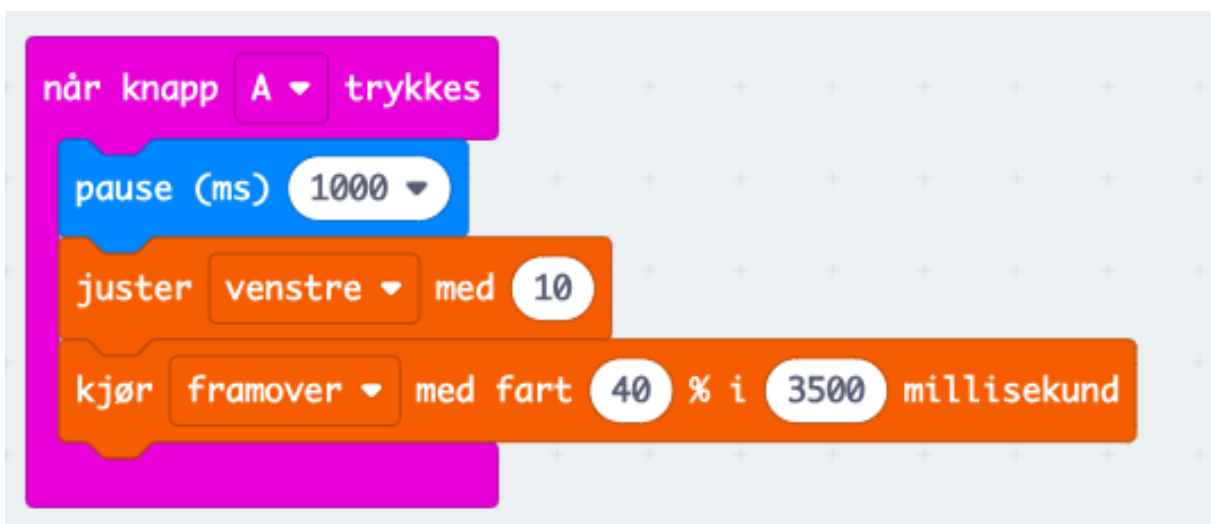 når knapp A trykkes
pause (ms) 1000
juster venstre med 10
kjør framover med fart 40 % i 3500 millisekund